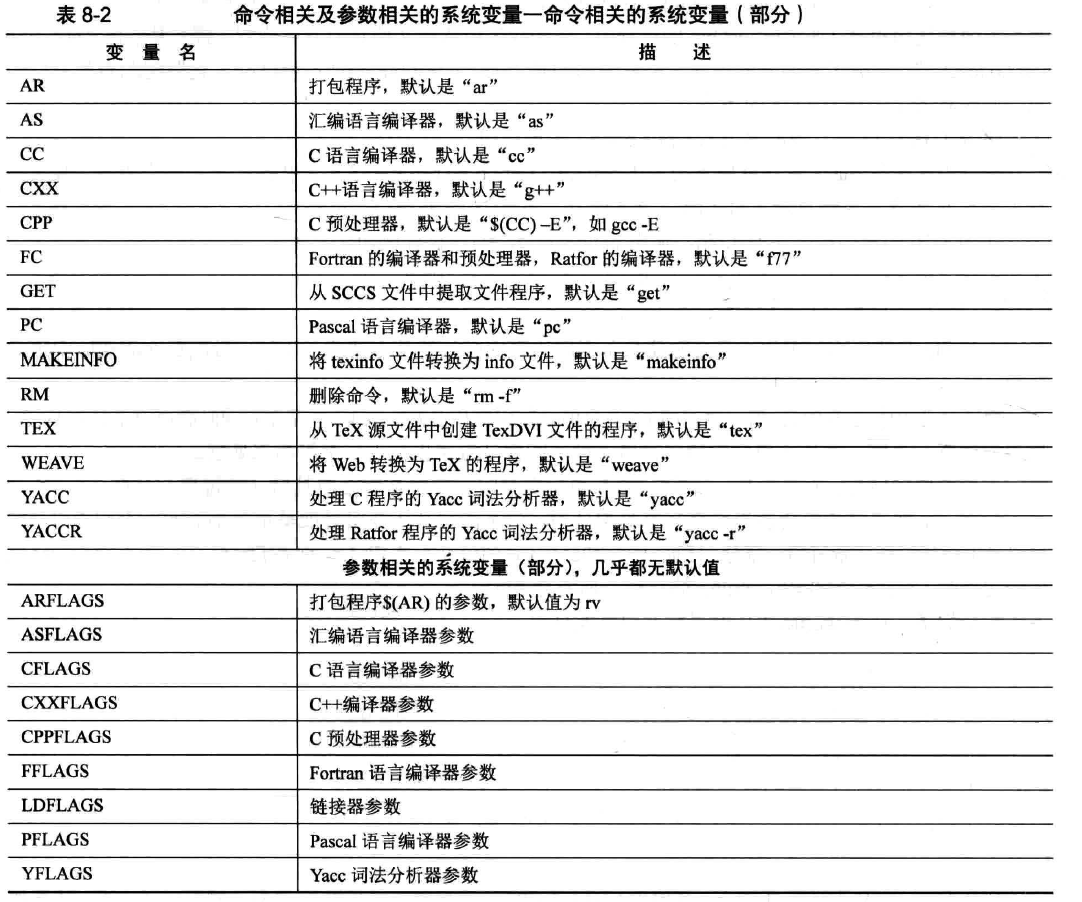 表 8-2 命令相关及参数相关的系统变量—命令相关的系统变量（部分）
变 量 名 描 述
AR 打包程序，默认是“ar”
AS 汇编语言编译器，默认是“as”
CC C 语言编译器，默认是“cc”
CXX C++语言编译器，默认是“g++”
CPP C 预处理器，默认是“$(CC) –E”，如 gcc -E
FC Fortran 的编译器和预处理器，Ratfor 的编译器，默认是“f77”
GET 从 SCCS 文件中提取文件程序，默认是“get”
PC Pascal 语言编译器，默认是“pc”
MAKEINFO 将 texinfo 文件转换为 info 文件，默认是“makeinfo”
RM 删除命令，默认是“rm -f”
TEX 从 TeX 源文件中创建 TexDVI 文件的程序，默认是“tex”
WEAVE 将 Web 转换为 TeX 的程序，默认是“weave”
YACC 处理 C 程序的 Yacc 词法分析器，默认是“yacc”
YACCR 处理 Ratfor 程序的 Yacc 词法分析器，默认是“yacc -r”
参数相关的系统变量（部分），几乎都无默认值
ARFLAGS 打包程序$(AR) 的参数，默认值为 rv
ASFLAGS 汇编语言编译器参数
CFLAGS C 语言编译器参数
CXXFLAGS C++编译器参数
CPPFLAGS C 预处理器参数
FFLAGS Fortran 语言编译器参数
LDFLAGS 链接器参数
PFLAGS Pascal 语言编译器参数
YFLAGS Yacc 词法分析器参数